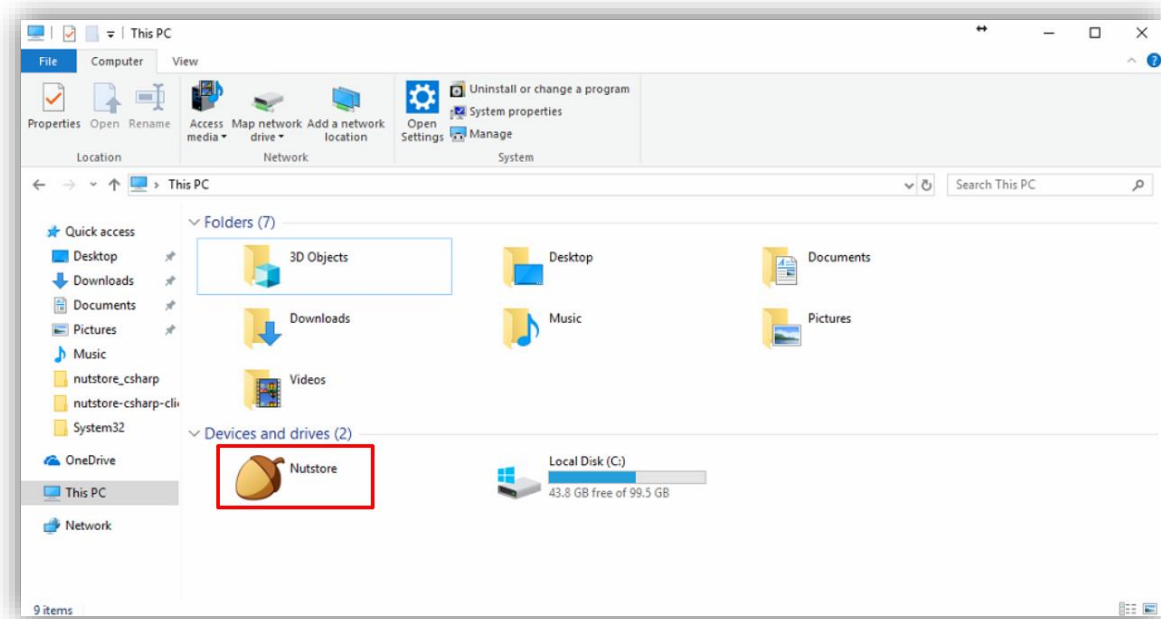 This PC
File Computer View
Properties Open Rename
Access media Map network drive Add a network location
Open Settings
Uninstall or change a program
System properties
Manage
Location Network System
This PC
Search This PC
Quick access
Desktop
Downloads
Documents
Pictures
Music
nutstore_csharp
nutstore-csharp-cli
System32
OneDrive
This PC
Network
Folders (7)
3D Objects Desktop Documents
Downloads Music Pictures
Videos
Devices and drives (2)
Nutstore
Local Disk (C:)
43.8 GB free of 99.5 GB
9 items